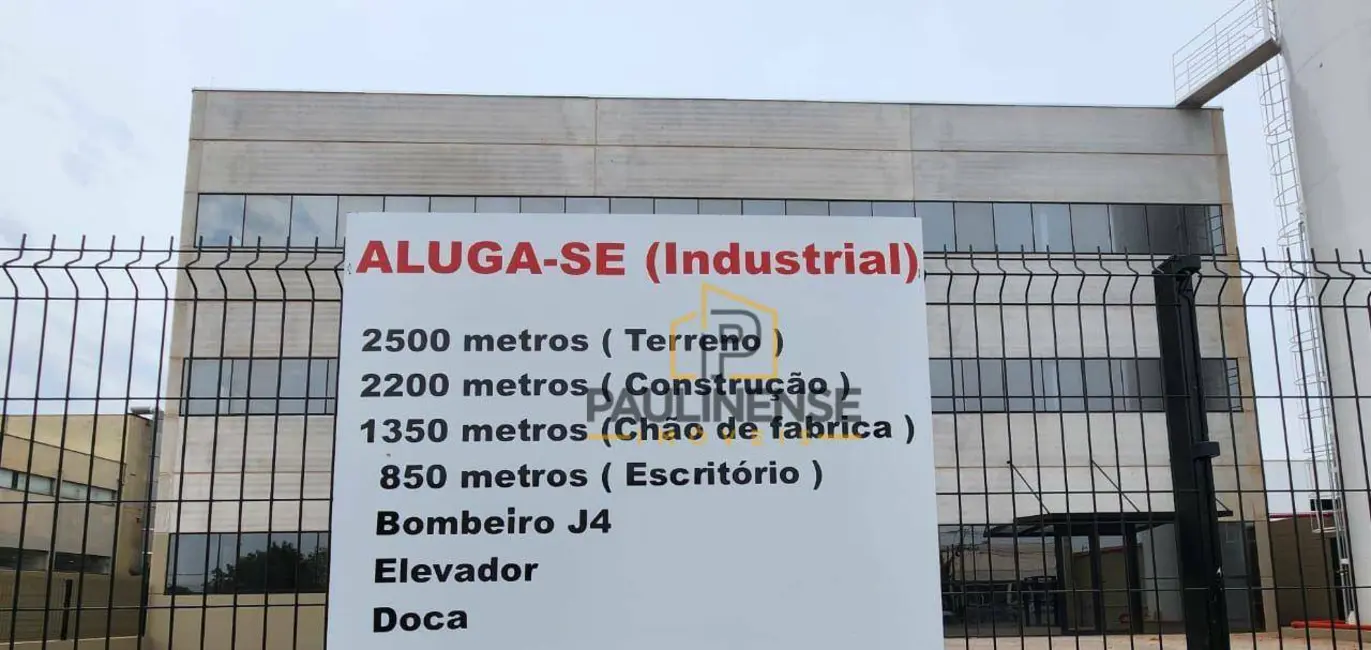 ALUGA-SE (Industrial)
2500 metros ( Terreno )
2200 metros ( Construção )
PAULINENSE
1350 metros (Chão de fabrica )
IMÓVEIS
850 metros ( Escritório )
Bombeiro J4
Elevador
Doca